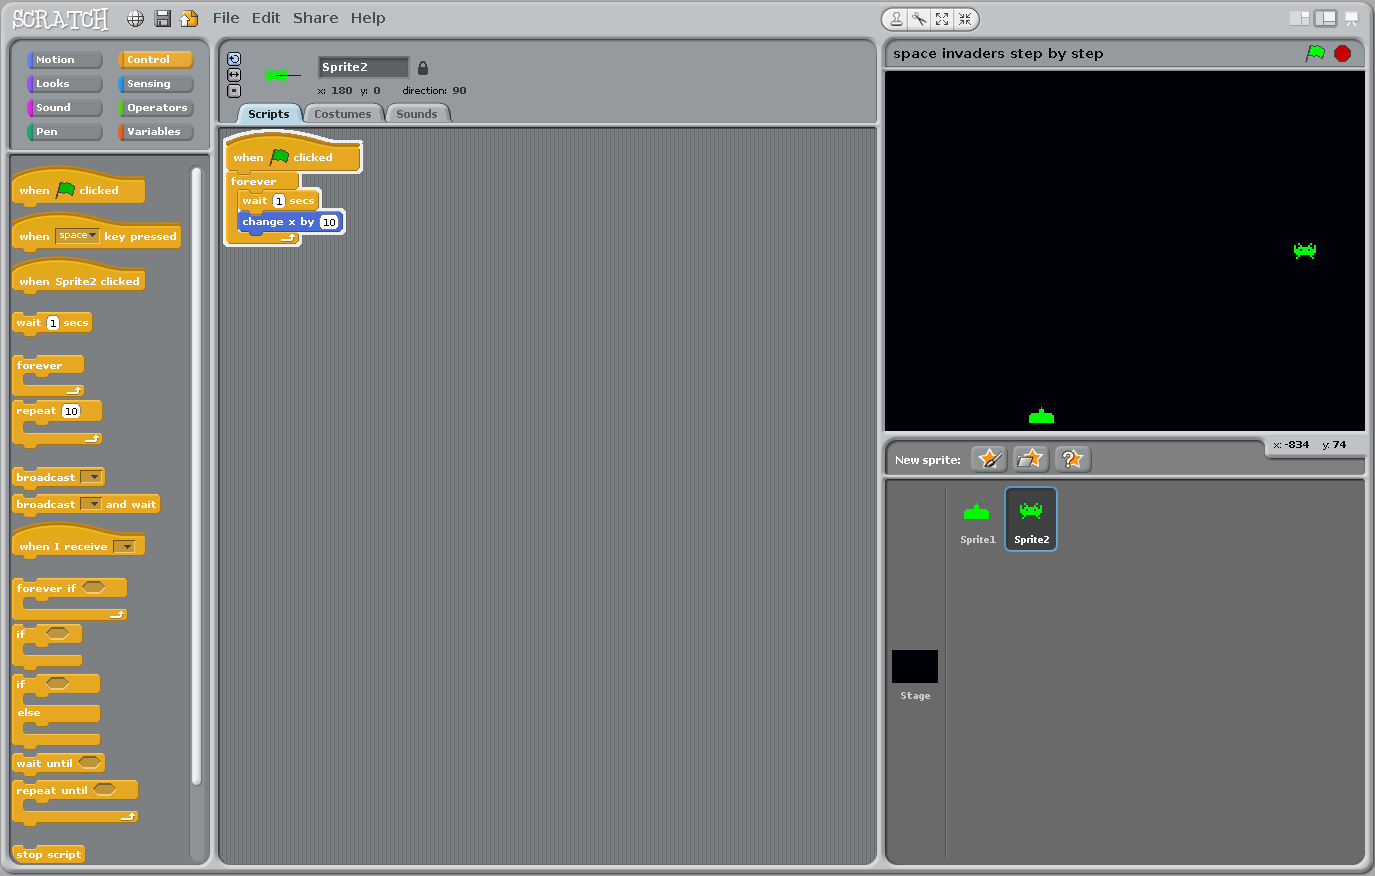 SCRATCH File Edit Share Help
Motion Control
Looks Sensing
Sound Operators
Pen Variables
when clicked
when space key pressed
when Sprite2 clicked
wait 1 secs
forever
repeat 10
broadcast
broadcast and wait
when I receive
forever if
if
if
else
wait until
repeat until
stop script
Sprite2
x: 180 y: 0 direction: 90
Scripts Costumes Sounds
when clicked
forever
wait 1 secs
change x by 10
space invaders step by step
x: -834 y: 74
New sprite:
Sprite1 Sprite2
Stage